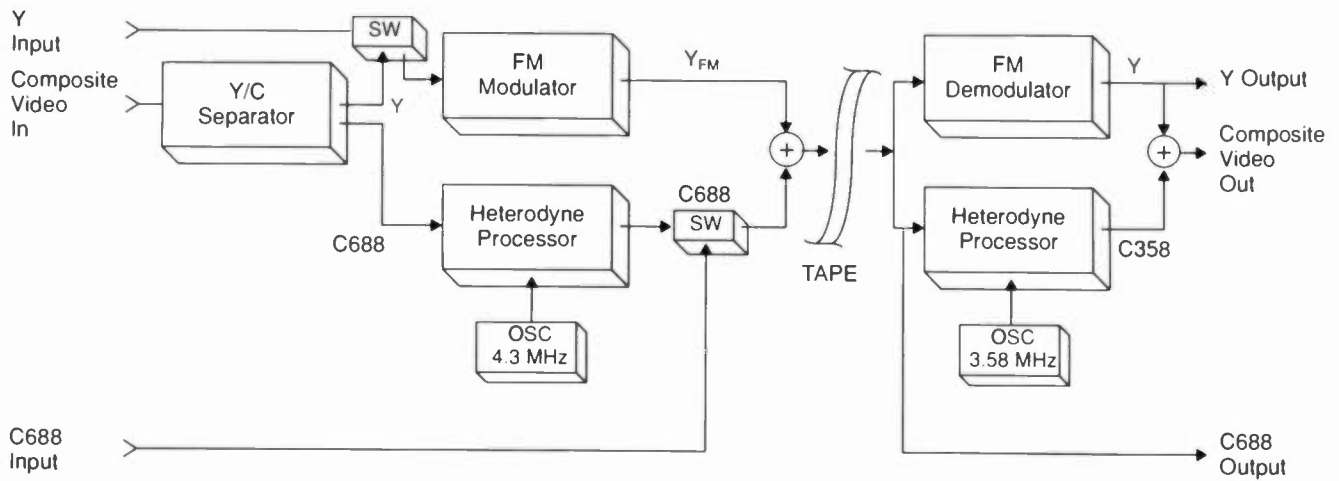 Y
Input
SW
FM
Modulator
Y_FM
FM
Demodulator
Y
Y Output
Composite
Video
In
Y/C
Separator
Y
Composite
Video
Out
C688
Heterodyne
Processor
C688
SW
TAPE
Heterodyne
Processor
C358
OSC
4.3 MHz
OSC
3.58 MHz
C688
Input
C688
Output